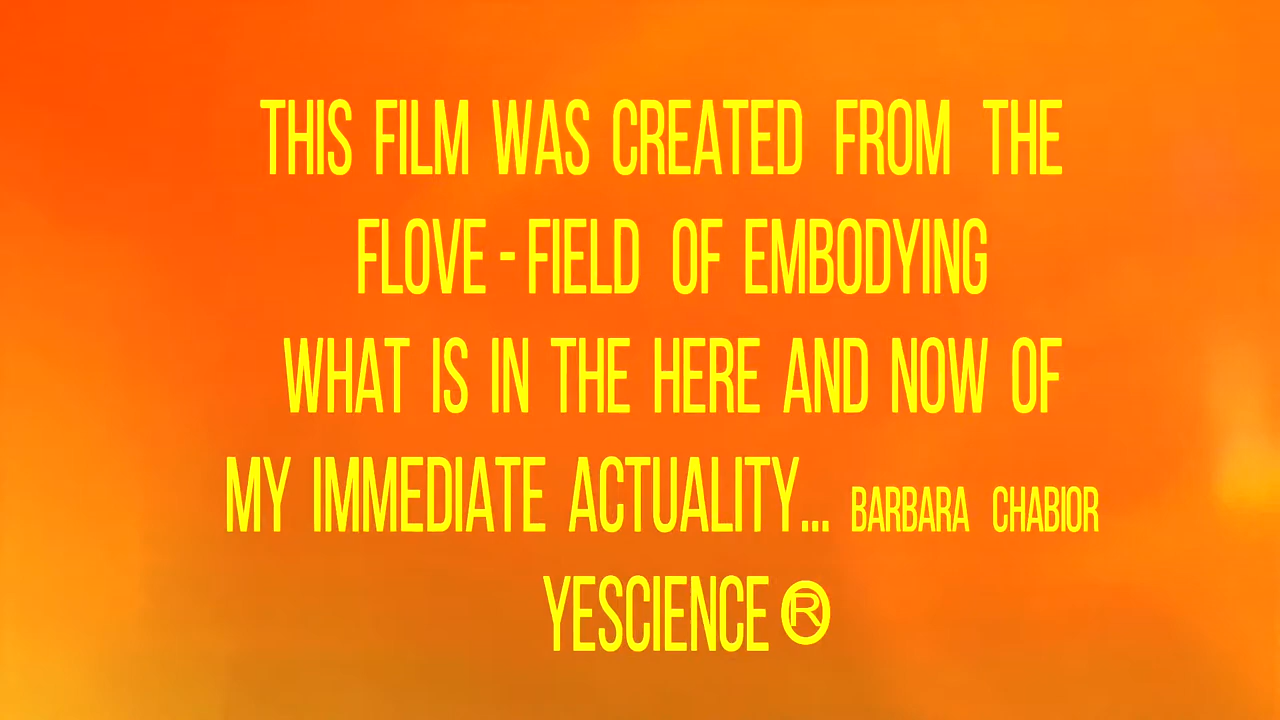 THIS FILM WAS CREATED FROM THE
FLOVE - FIELD OF EMBODYING
WHAT IS IN THE HERE AND NOW OF
MY IMMEDIATE ACTUALITY... BARBARA CHABIOR
YESCIENCE ®